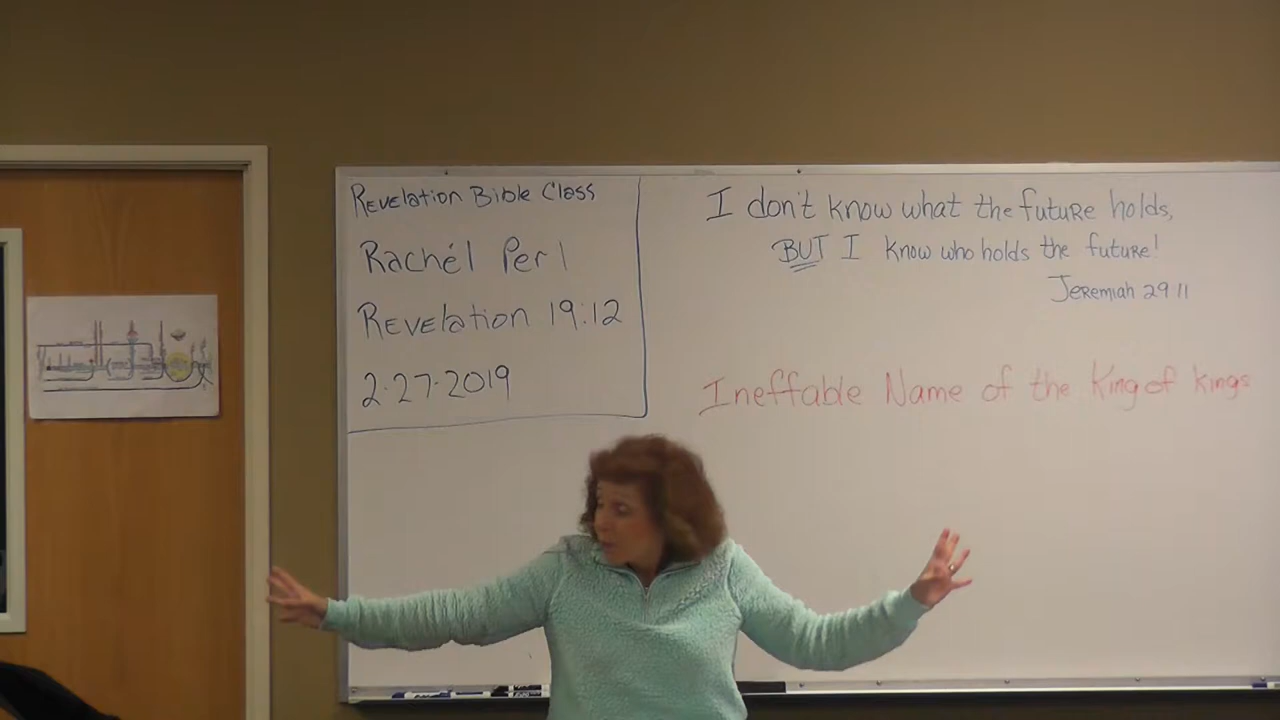 Revelation Bible Class
Rachél Perl
Revelation 19:12
2·27·2019
I don't know what the future holds,
BUT I know who holds the future!
Jeremiah 29 11
Ineffable Name of the King of kings